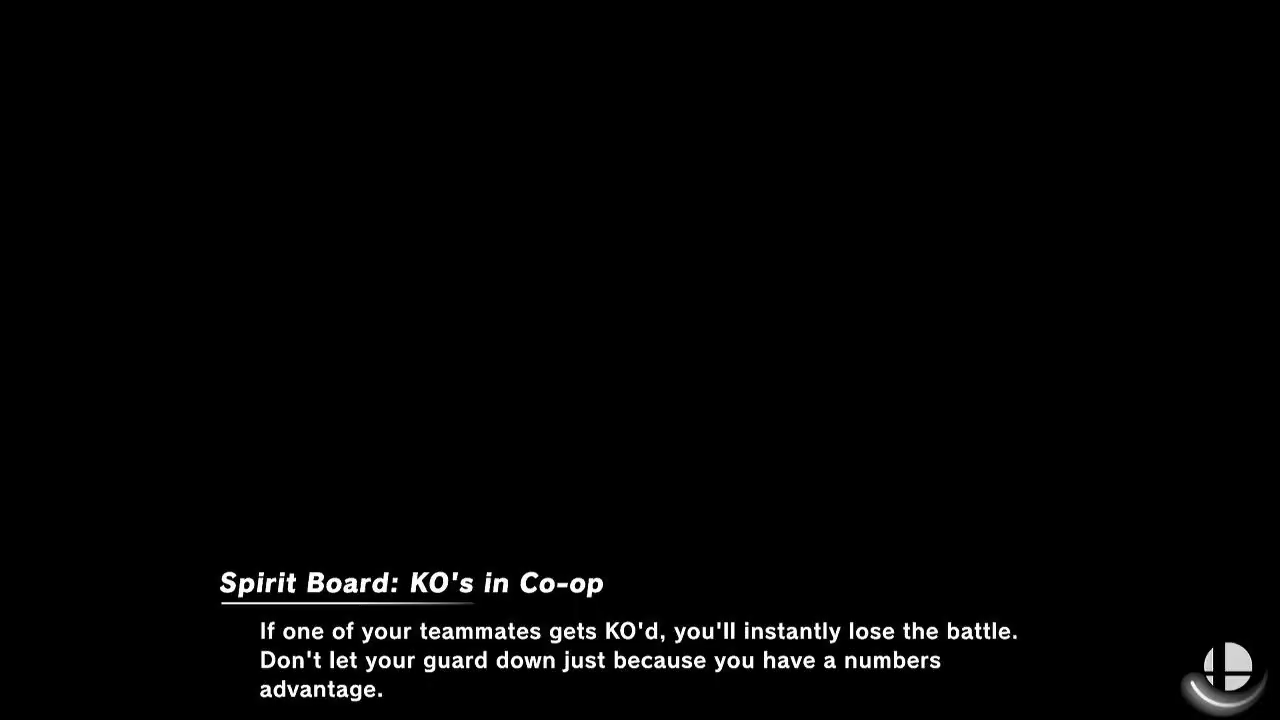 Spirit Board: KO's in Co-op
If one of your teammates gets KO'd, you'll instantly lose the battle.
Don't let your guard down just because you have a numbers
advantage.